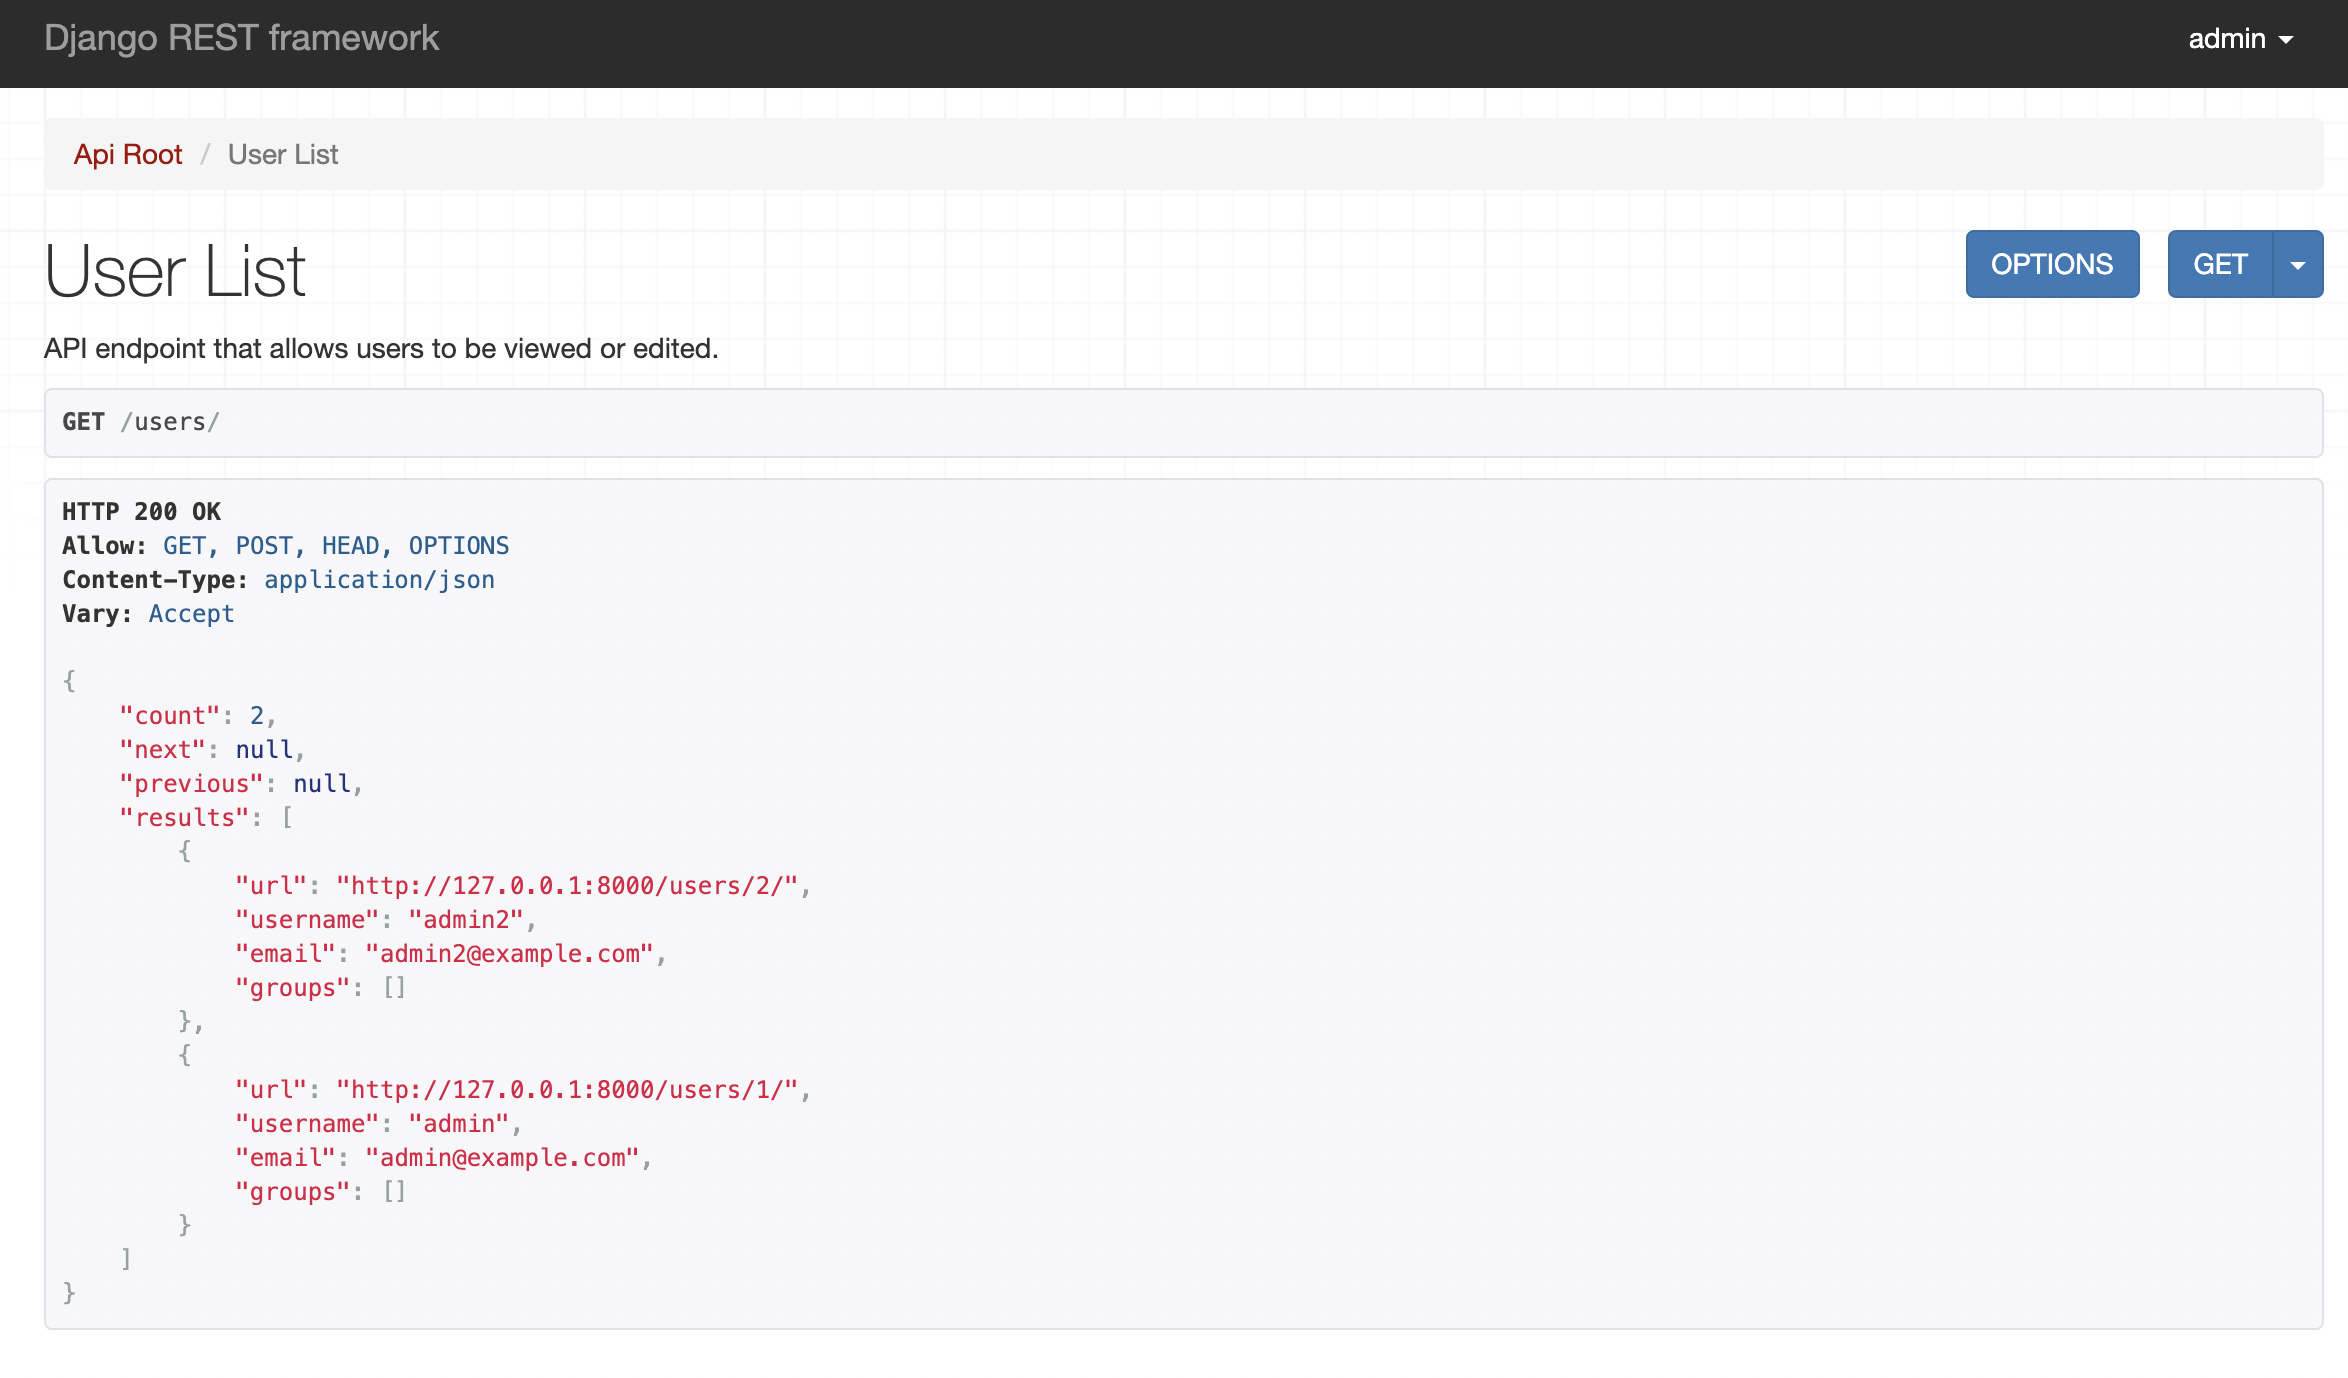 Django REST framework
admin
Api Root / User List
User List
OPTIONS
GET
API endpoint that allows users to be viewed or edited.
GET /users/
HTTP 200 OK
Allow: GET, POST, HEAD, OPTIONS
Content-Type: application/json
Vary: Accept
{
    "count": 2,
    "next": null,
    "previous": null,
    "results": [
        {
            "url": "http://127.0.0.1:8000/users/2/",
            "username": "admin2",
            "email": "admin2@example.com",
            "groups": []
        },
        {
            "url": "http://127.0.0.1:8000/users/1/",
            "username": "admin",
            "email": "admin@example.com",
            "groups": []
        }
    ]
}